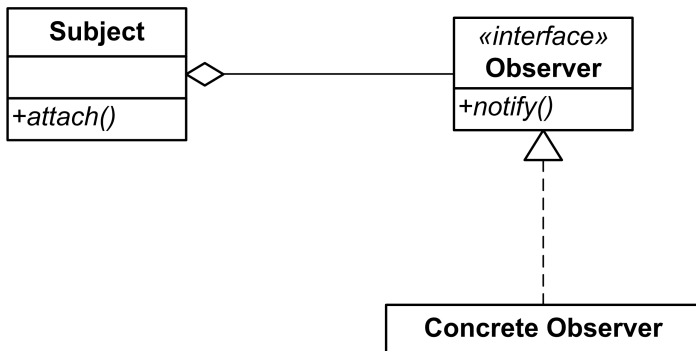 Subject
+attach()
«interface»
Observer
+notify()
Concrete Observer